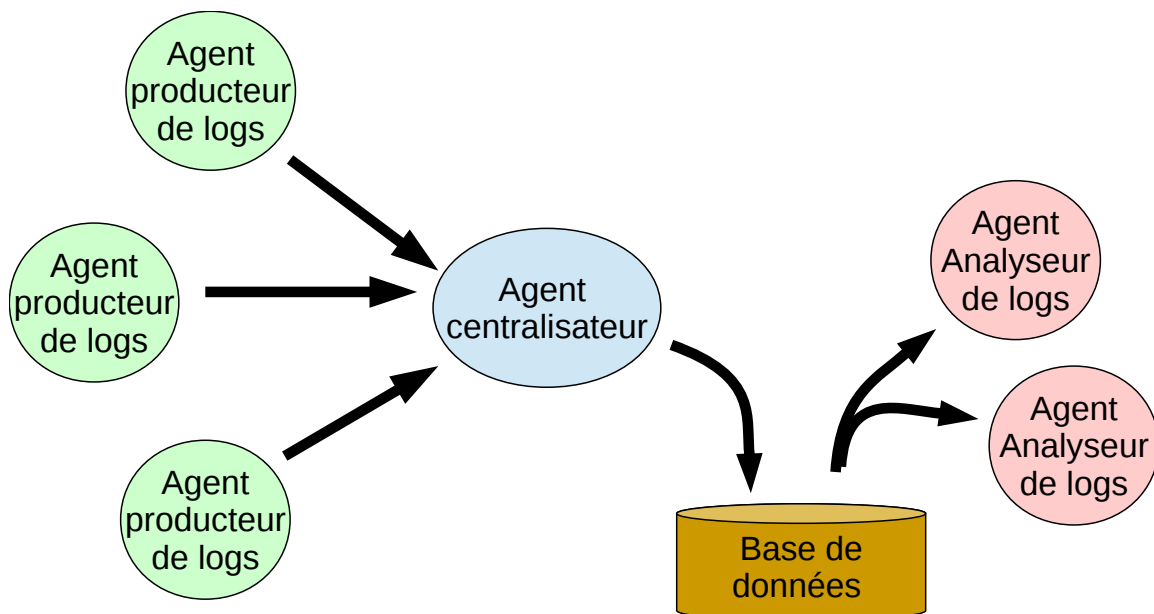 Agent
producteur
de logs
Agent
producteur
de logs
Agent
producteur
de logs
Agent
centralisateur
Base de
données
Agent
Analyseur
de logs
Agent
Analyseur
de logs